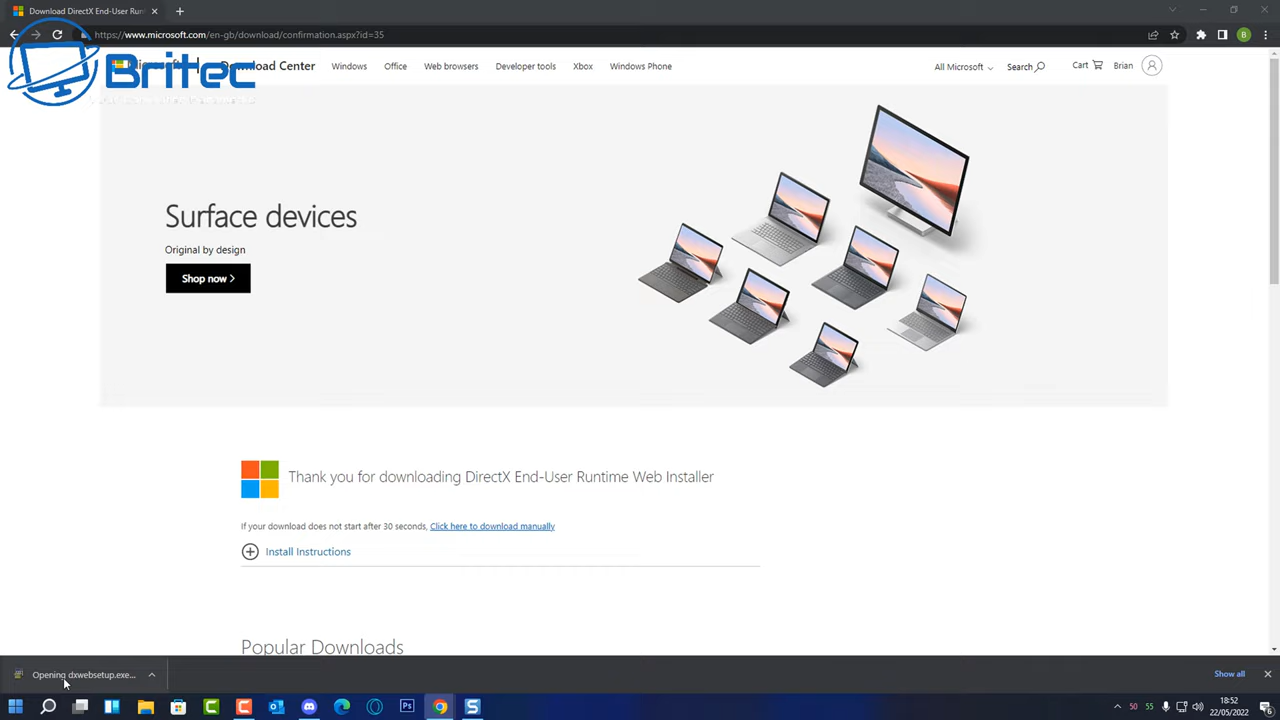 Download DirectX End-User Run
https://www.microsoft.com/en-gb/download/confirmation.aspx?id=35
B
Britec
Download Center
Windows
Office
Web browsers
Developer tools
Xbox
Windows Phone
All Microsoft
Search
Cart
Brian
Surface devices
Original by design
Shop now >
Thank you for downloading DirectX End-User Runtime Web Installer
If your download does not start after 30 seconds, Click here to download manually
Install Instructions
Popular Downloads
Opening dxwebsetup.exe...
Show all
Ps
50 55
18:52
22/05/2022